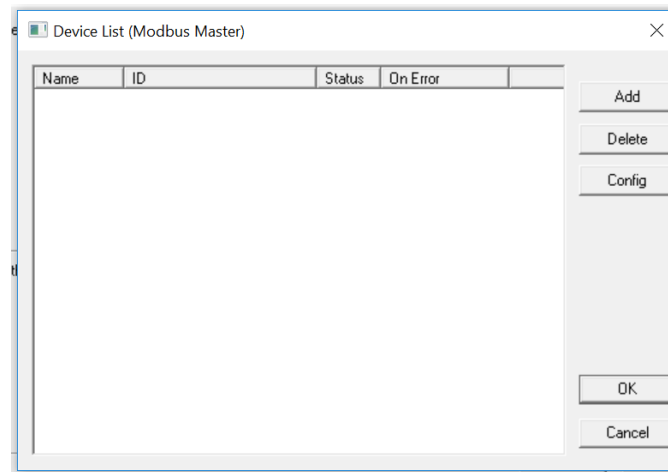 Device List (Modbus Master)
Name ID Status On Error
Add
Delete
Config
OK
Cancel